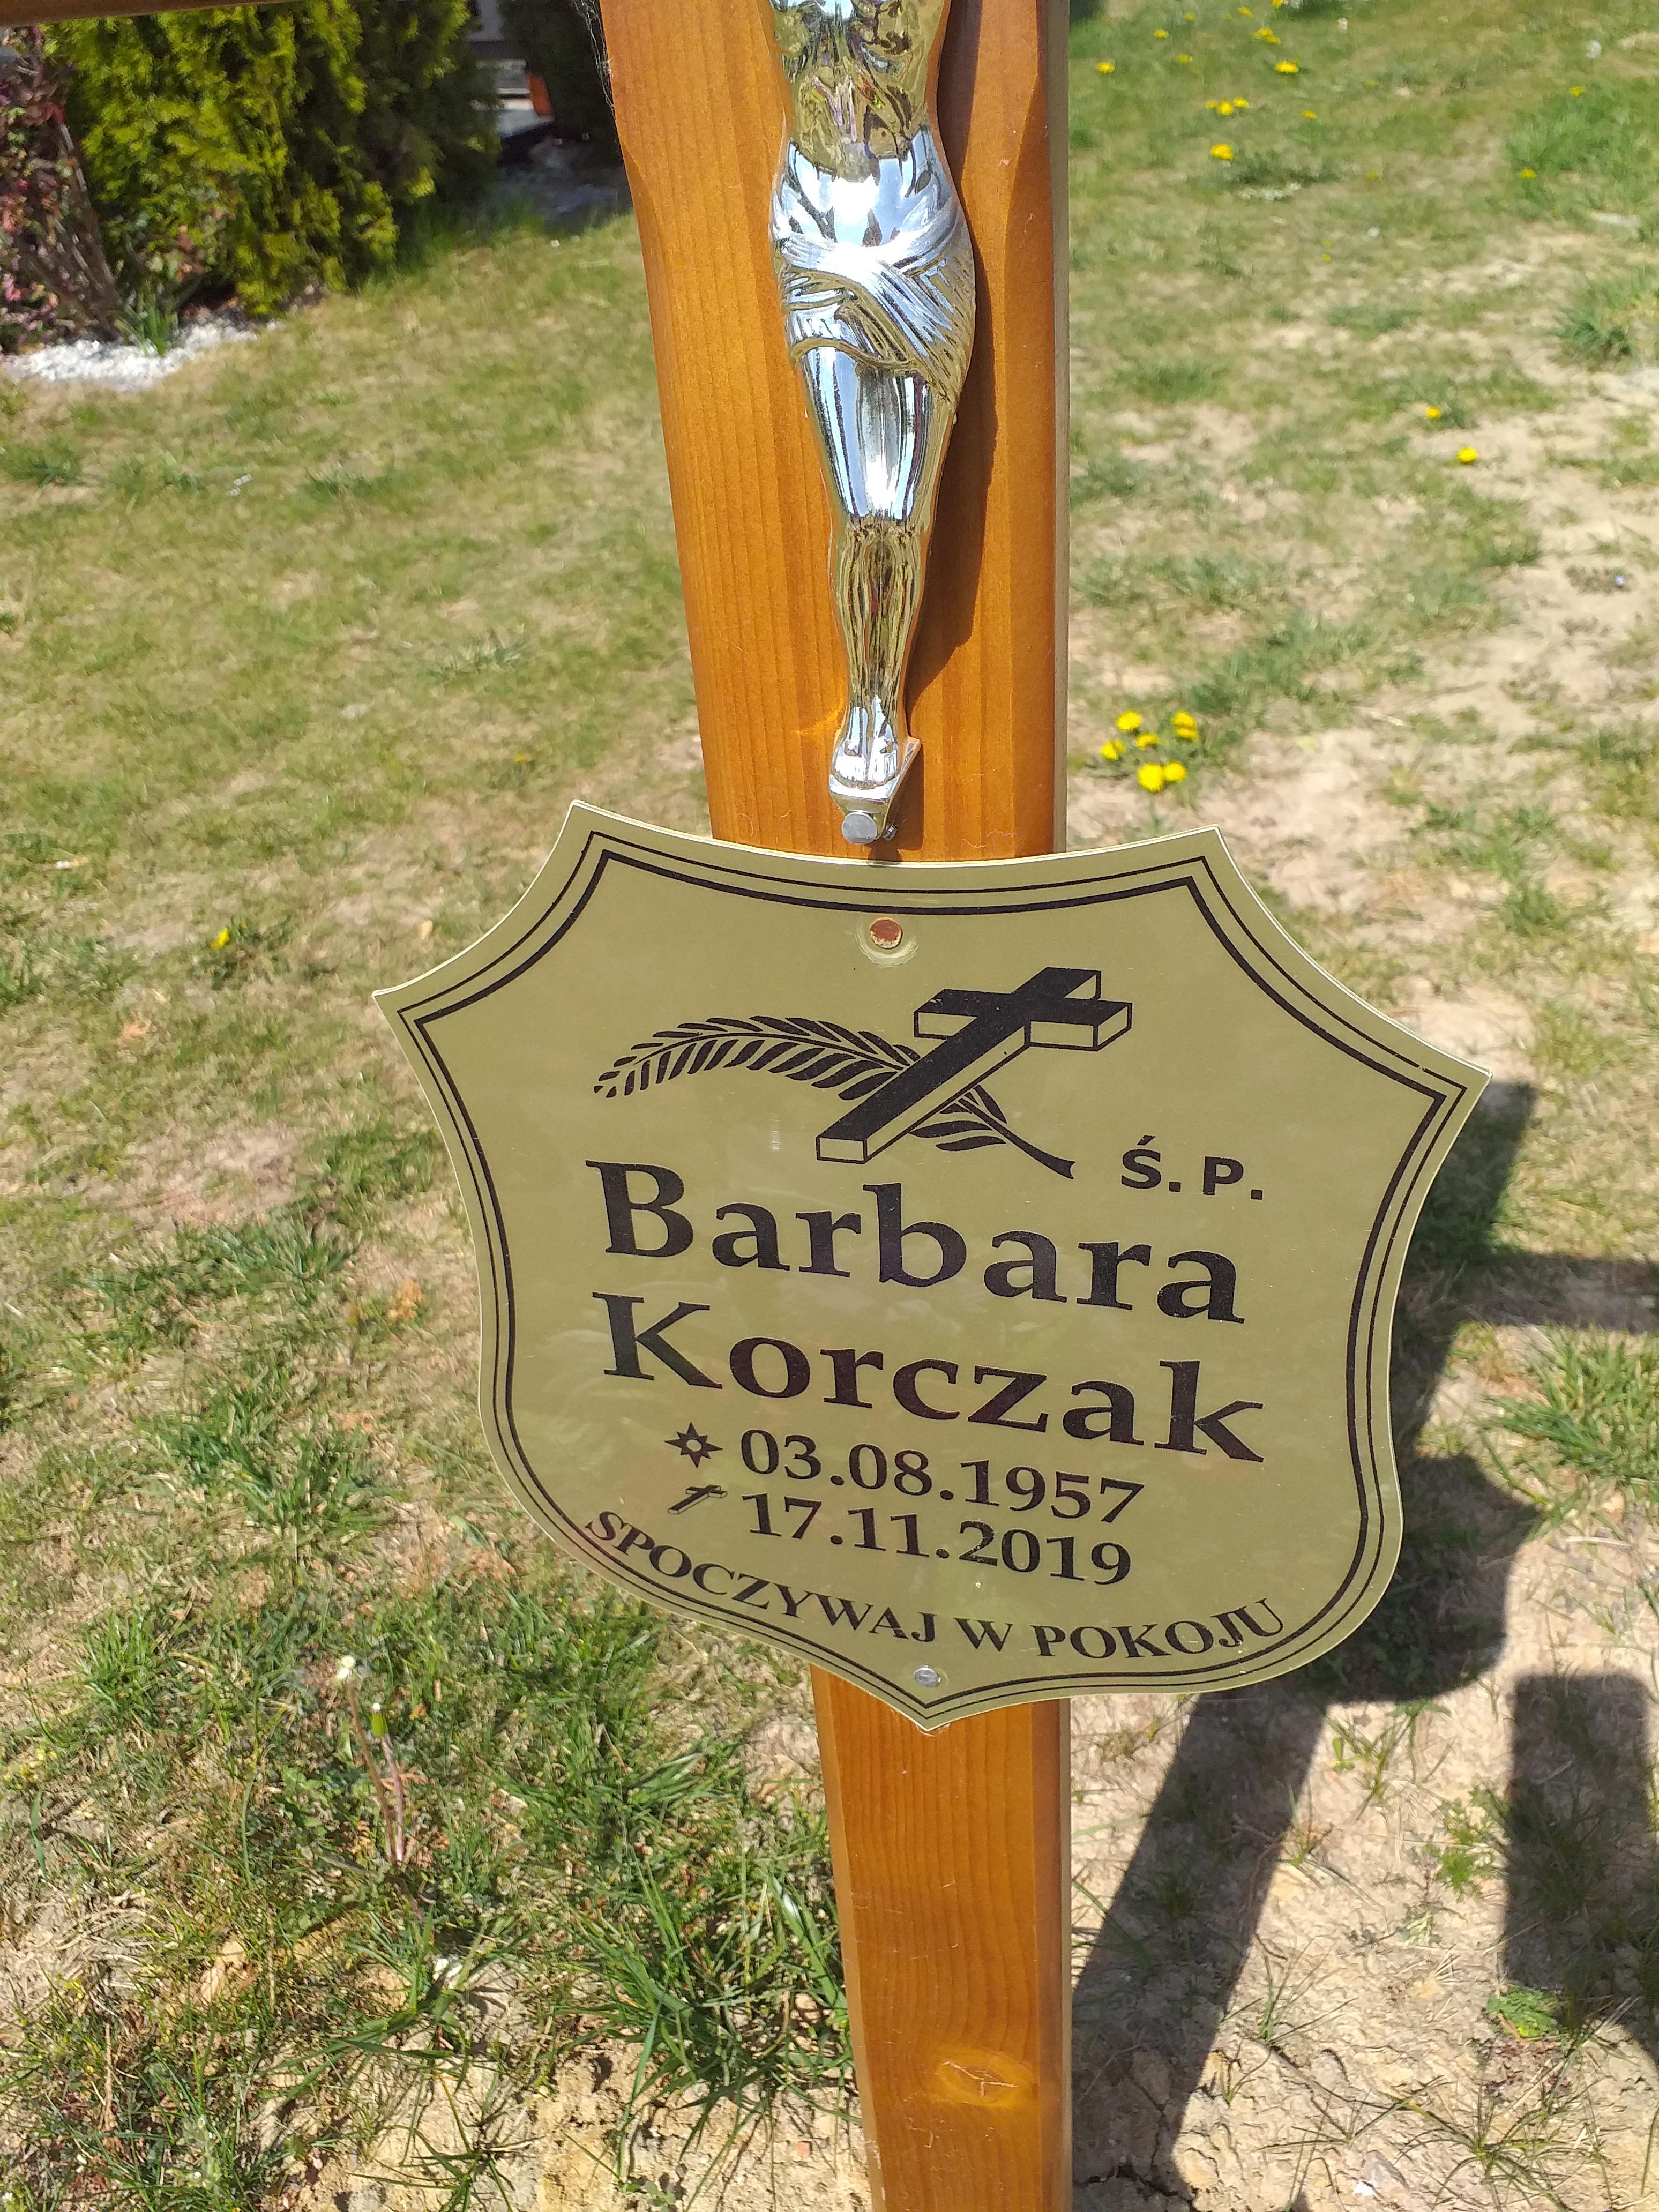 Ś.P.
Barbara
Korczak
03.08.1957
17.11.2019
SPOCZYWAJ W POKOJU